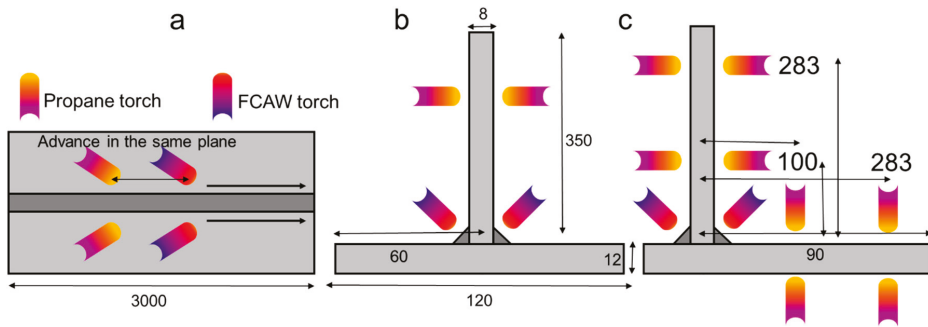 a
b
c
8
Propane torch
FCAW torch
283
Advance in the same plane
350
100
283
60
12
90
3000
120